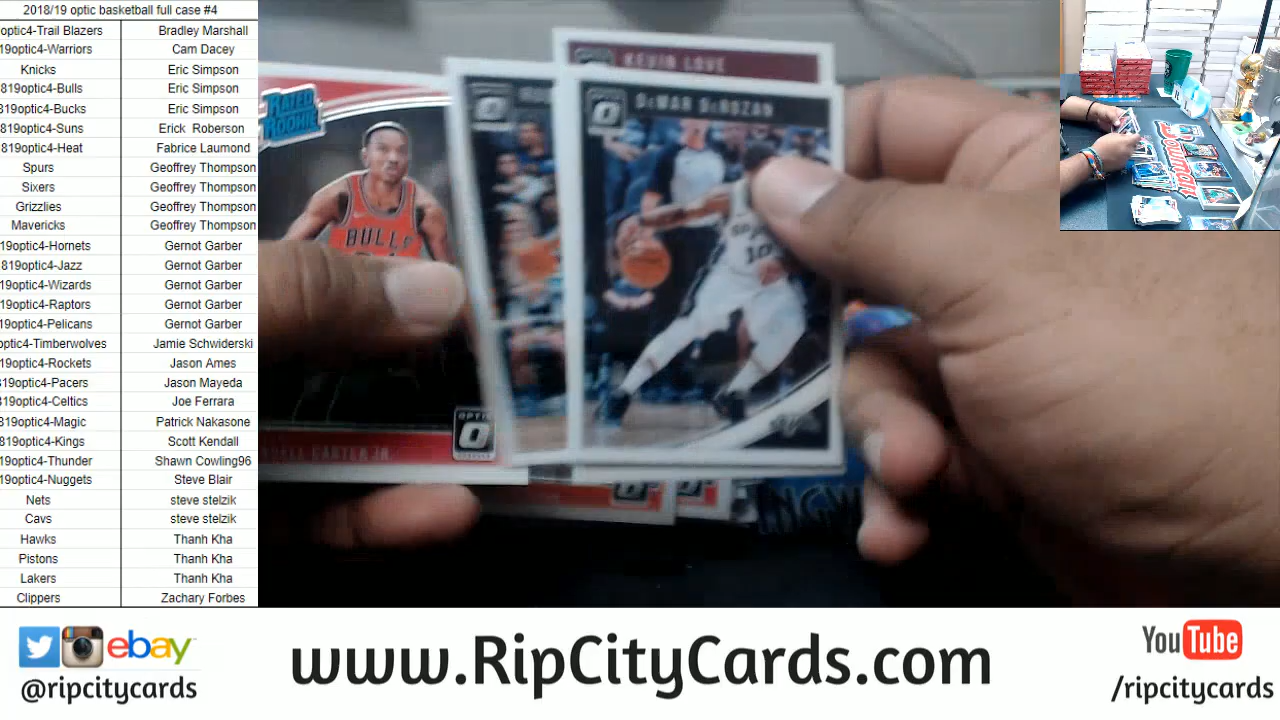 2018/19 optic basketball full case #4
optic4-Trail Blazers Bradley Marshall
19optic4-Warriors Cam Dacey
Knicks Eric Simpson
819optic4-Bulls Eric Simpson
819optic4-Bucks Eric Simpson
819optic4-Suns Erick Roberson
819optic4-Heat Fabrice Laumond
Spurs Geoffrey Thompson
Sixers Geoffrey Thompson
Grizzlies Geoffrey Thompson
Mavericks Geoffrey Thompson
19optic4-Hornets Gernot Garber
819optic4-Jazz Gernot Garber
19optic4-Wizards Gernot Garber
19optic4-Raptors Gernot Garber
19optic4-Pelicans Gernot Garber
optic4-Timberwolves Jamie Schwiderski
19optic4-Rockets Jason Ames
819optic4-Pacers Jason Mayeda
819optic4-Celtics Joe Ferrara
819optic4-Magic Patrick Nakasone
819optic4-Kings Scott Kendall
19optic4-Thunder Shawn Cowling96
19optic4-Nuggets Steve Blair
Nets steve stelzik
Cavs steve stelzik
Hawks Thanh Kha
Pistons Thanh Kha
Lakers Thanh Kha
Clippers Zachary Forbes
RATED
ROOKIE
BULLS
OPTIC
CARTER JR.
KEVIN LOVE
DeMAR DeROZAN
10
ebay
@ripcitycards
www.RipCityCards.com
YouTube
/ripcitycards